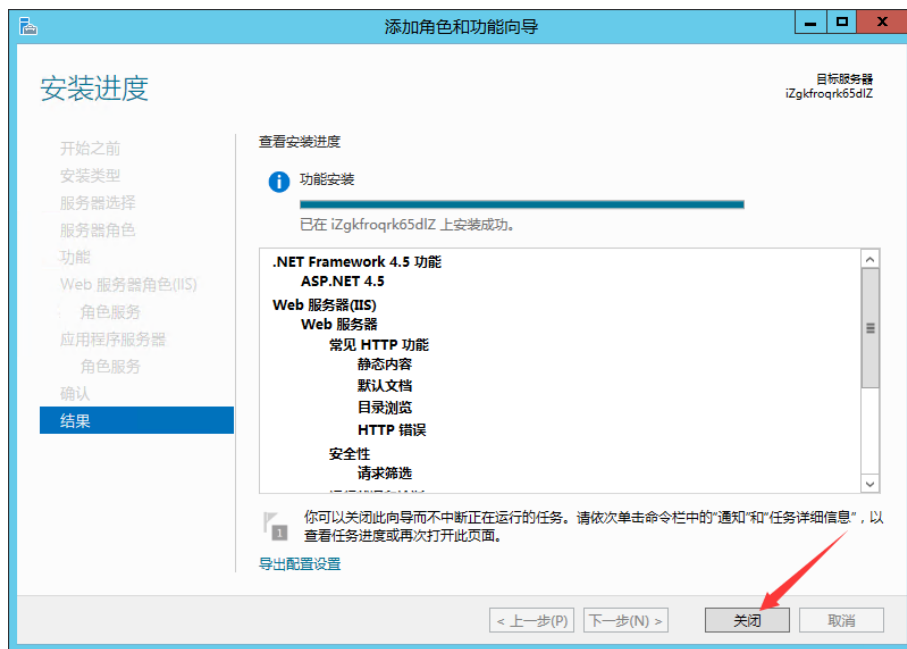 添加角色和功能向导
安装进度
目标服务器
iZgkfroqrk65dlZ
开始之前
安装类型
服务器选择
服务器角色
功能
Web 服务器角色(IIS)
角色服务
应用程序服务器
角色服务
确认
结果
查看安装进度
功能安装
已在 iZgkfroqrk65dlZ 上安装成功。
.NET Framework 4.5 功能
ASP.NET 4.5
Web 服务器(IIS)
Web 服务器
常见 HTTP 功能
静态内容
默认文档
目录浏览
HTTP 错误
安全性
请求筛选
1
你可以关闭此向导而不中断正在运行的任务。请依次单击命令栏中的"通知"和"任务详细信息"，以
查看任务进度或再次打开此页面。
导出配置设置
< 上一步(P)
下一步(N) >
关闭
取消